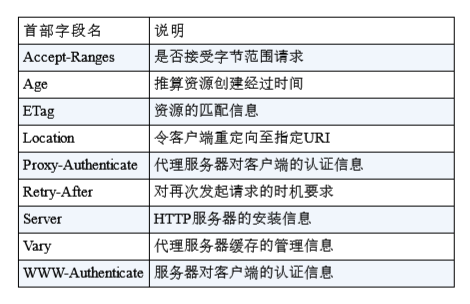 首部字段名 说明
Accept-Ranges 是否接受字节范围请求
Age 推算资源创建经过时间
ETag 资源的匹配信息
Location 令客户端重定向至指定URI
Proxy-Authenticate 代理服务器对客户端的认证信息
Retry-After 对再次发起请求的时机要求
Server HTTP服务器的安装信息
Vary 代理服务器缓存的管理信息
WWW-Authenticate 服务器对客户端的认证信息